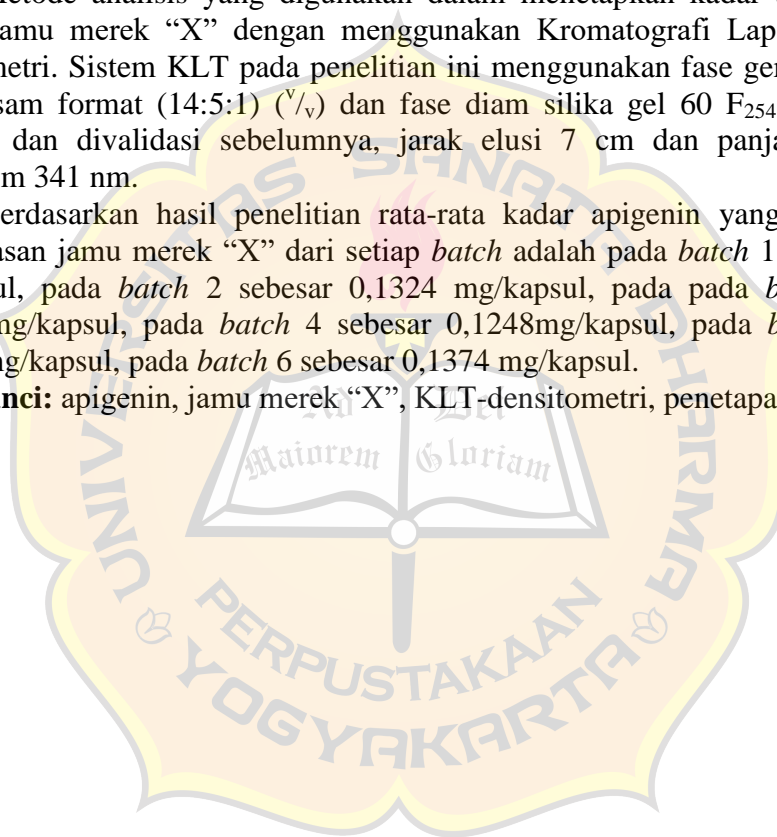 etode analisis yang digunakan dalam menetapkan kadar
amu merek “X” dengan menggunakan Kromatografi Lap
metri. Sistem KLT pada penelitian ini menggunakan fase ger
sam format (14:5:1) (v/v) dan fase diam silika gel 60 F254
dan divalidasi sebelumnya, jarak elusi 7 cm dan panja
m 341 nm.
erdasarkan hasil penelitian rata-rata kadar apigenin yang
asan jamu merek “X” dari setiap batch adalah pada batch 1
ul, pada batch 2 sebesar 0,1324 mg/kapsul, pada pada b
mg/kapsul, pada batch 4 sebesar 0,1248mg/kapsul, pada b
g/kapsul, pada batch 6 sebesar 0,1374 mg/kapsul.
nci: apigenin, jamu merek “X”, KLT-densitometri, penetapa
UNIVERSITAS SANATA DHARMA
Ad Dei
Maiorem Gloriam
PERPUSTAKAAN
YOGYAKARTA